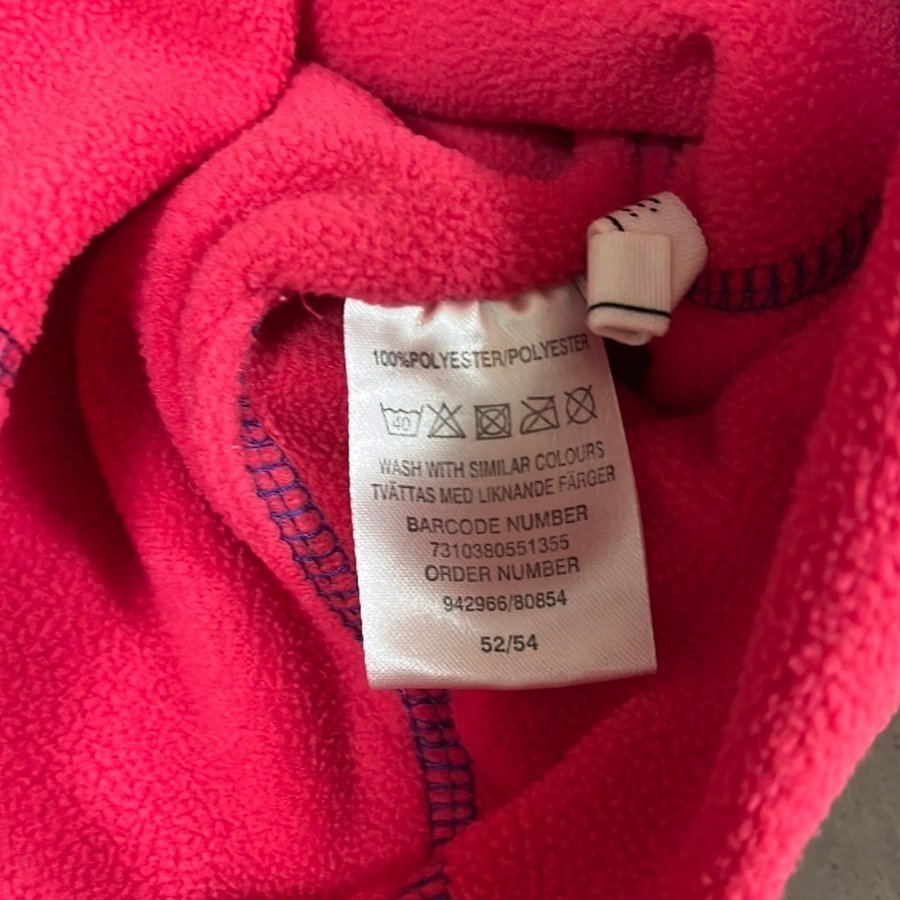 100%POLYESTER/POLYESTER
40
WASH WITH SIMILAR COLOURS
TVÄTTAS MED LIKNANDE FÄRGER
BARCODE NUMBER
7310380551355
ORDER NUMBER
942966/80854
52/54